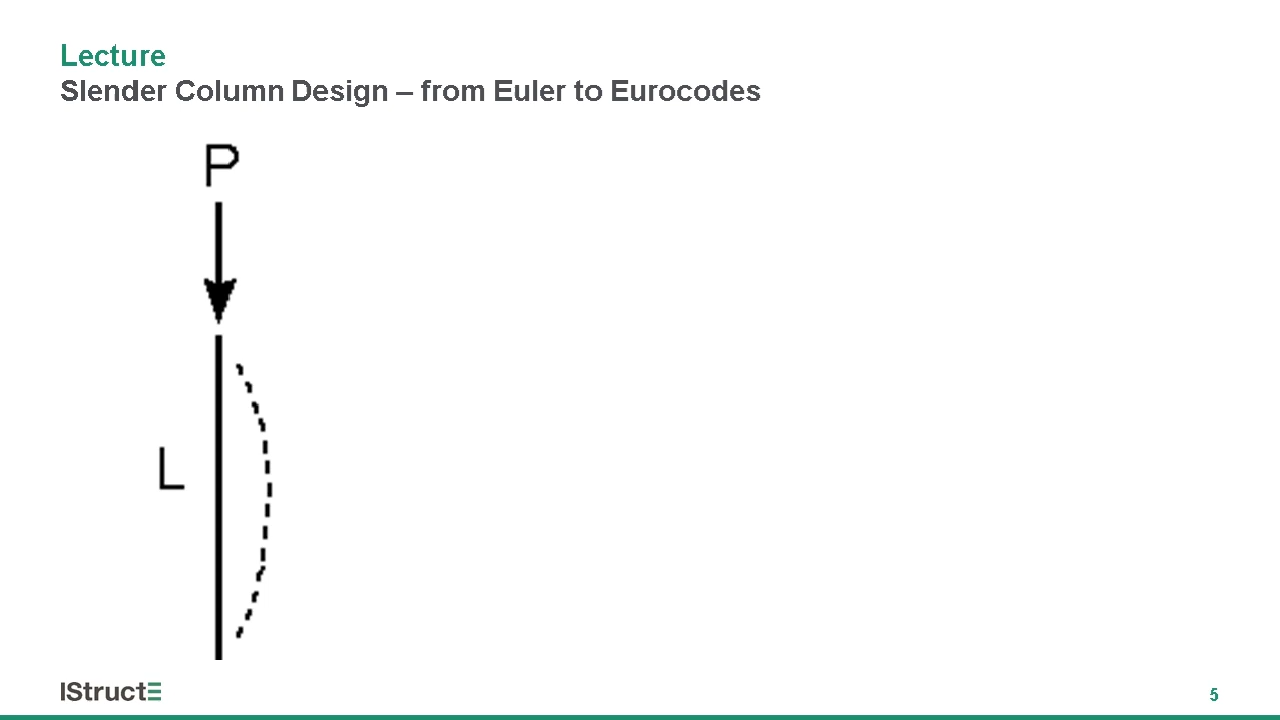 Lecture
Slender Column Design – from Euler to Eurocodes
P
L
IStructE
5